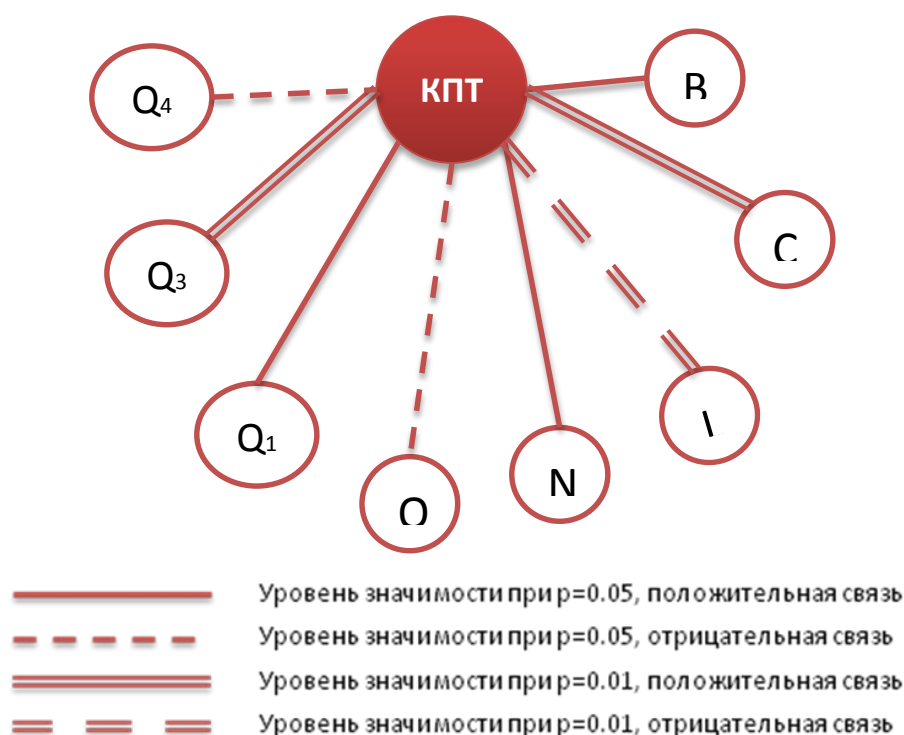 КПТ
Q4
B
Q3
C
Q1
I
O
N
Уровень значимости при p=0.05, положительная связь
Уровень значимости при p=0.05, отрицательная связь
Уровень значимости при p=0.01, положительная связь
Уровень значимости при p=0.01, отрицательная связь